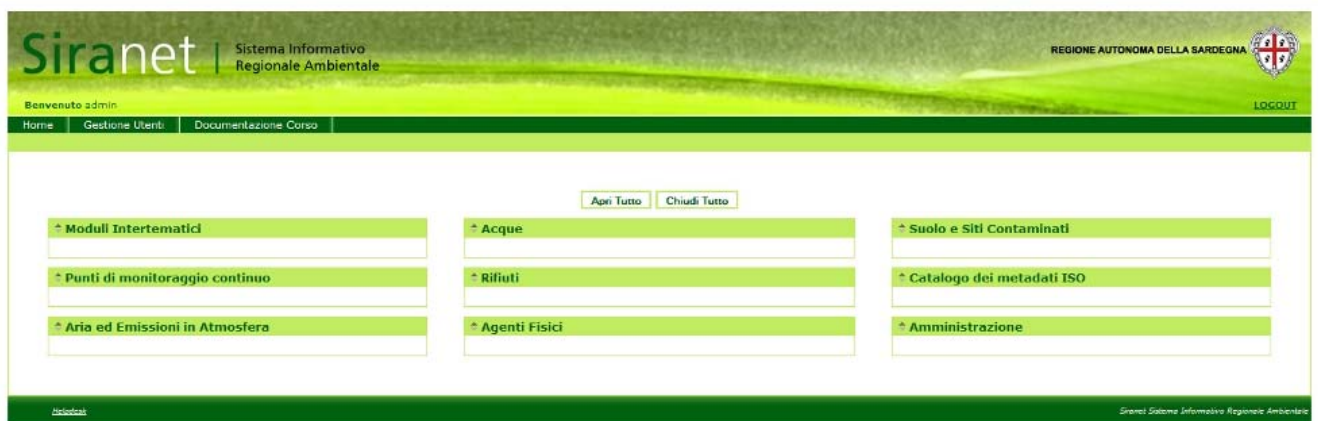 Siranet | Sistema Informativo
Regionale Ambientale
REGIONE AUTONOMA DELLA SARDEGNA
Benvenuto admin
LOGOUT
Home Gestione Utenti Documentazione Corso
Apri Tutto Chiudi Tutto
Moduli Intertematici Acque Suolo e Siti Contaminati
Punti di monitoraggio continuo Rifiuti Catalogo dei metadati ISO
Aria ed Emissioni in Atmosfera Agenti Fisici Amministrazione
Helpdesk Siranet Sistema Informativo Regionale Ambientale